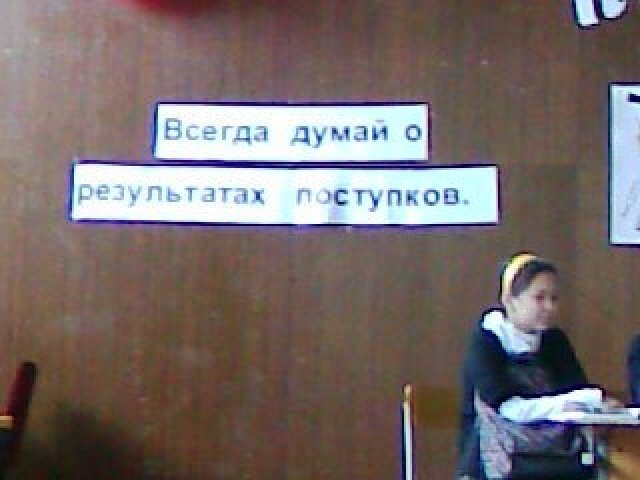 Всегда думай о
результатах поступков.